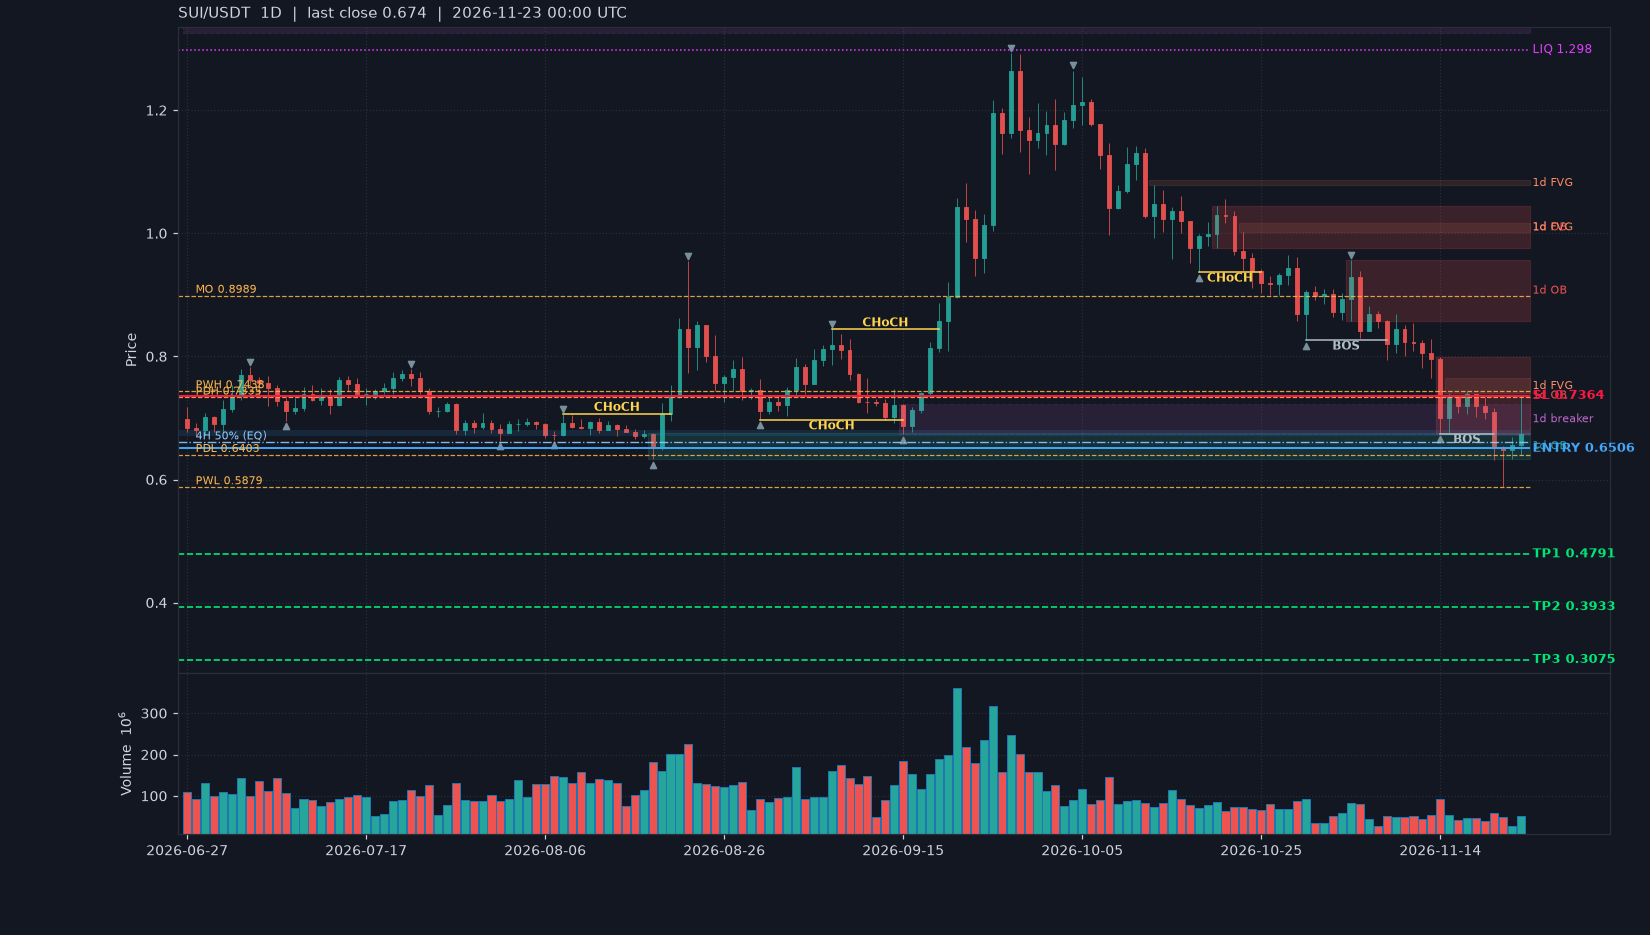 SUI/USDT 1D | last close 0.674 | 2026-11-23 00:00 UTC
LIQ 1.298
1.2
1d FVG
1.0
MO 0.8989
1d OB
CHoCH
CHoCH
BOS
0.8
Price
PWH 0.7438
1d FVG
SL 0.7364
CHoCH
CHoCH
1d breaker
4H 50% (EQ)
BOS
PDL 0.6403
ENTRY 0.6506
0.6
PWL 0.5879
TP1 0.4791
0.4
TP2 0.3933
TP3 0.3075
Volume 10⁶
300
200
100
2026-06-27 2026-07-17 2026-08-06 2026-08-26 2026-09-15 2026-10-05 2026-10-25 2026-11-14